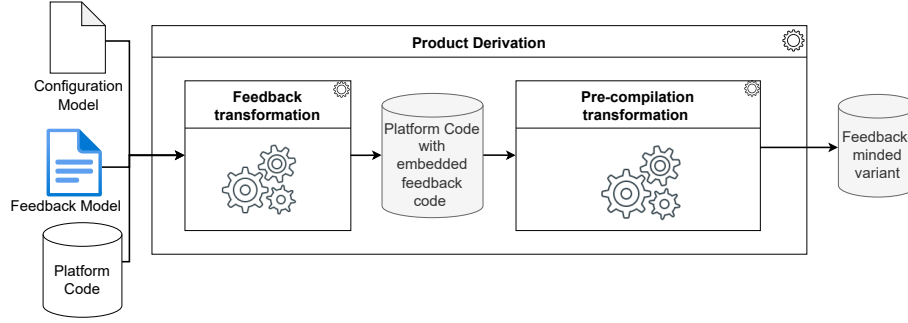 Configuration
Model
Feedback Model
Platform
Code
Product Derivation
Feedback
transformation
Platform Code
with
embedded
feedback
code
Pre-compilation
transformation
Feedback
minded
variant